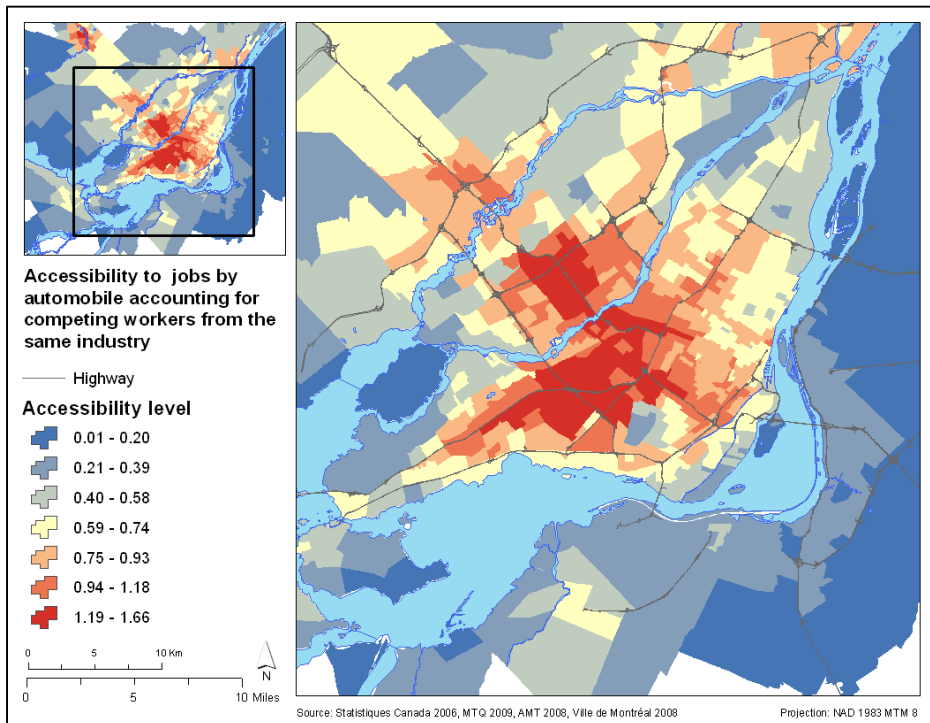 Accessibility to jobs by
automobile accounting for
competing workers from the
same industry
Highway
Accessibility level
0.01 - 0.20
0.21 - 0.39
0.40 - 0.58
0.59 - 0.74
0.75 - 0.93
0.94 - 1.18
1.19 - 1.66
0 5 10 Km
N
0 5 10 Miles
Source: Statistiques Canada 2006, MTQ 2009, AMT 2008, Ville de Montréal 2008
Projection: NAD 1983 MTM 8